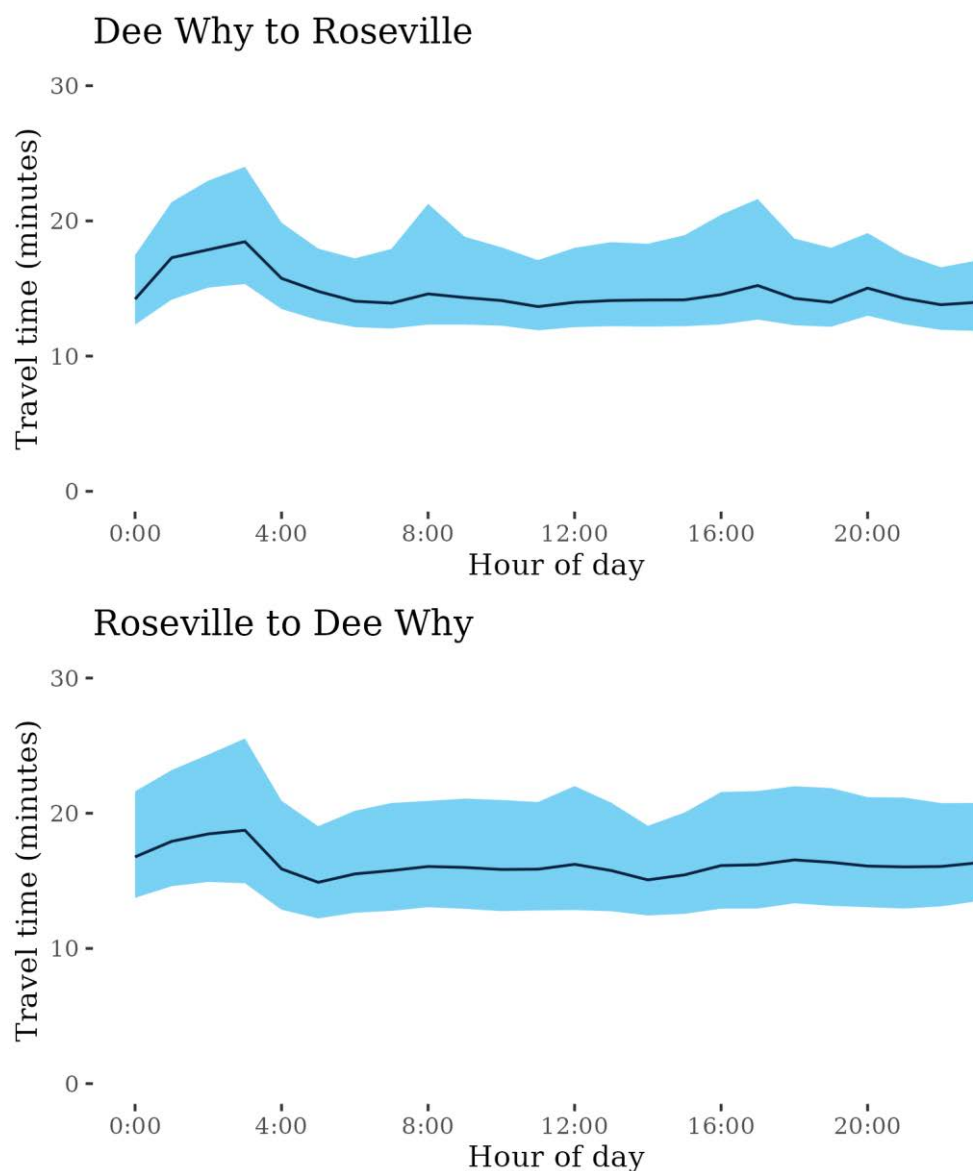 Dee Why to Roseville
30
20
10
0
Travel time (minutes)
0:00 4:00 8:00 12:00 16:00 20:00
Hour of day
Roseville to Dee Why
30
20
10
0
Travel time (minutes)
0:00 4:00 8:00 12:00 16:00 20:00
Hour of day